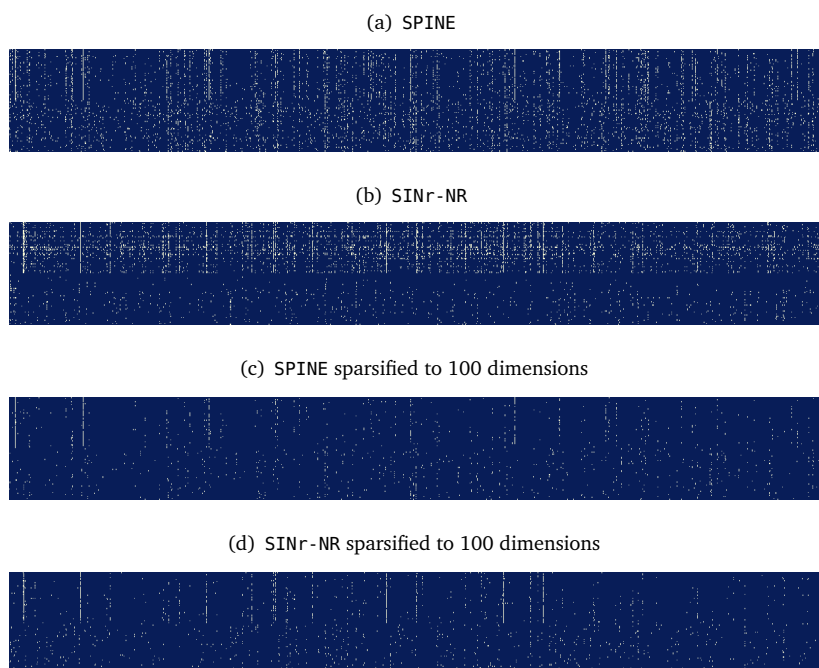 (a) SPINE
(b) SINr-NR
(c) SPINE sparsified to 100 dimensions
(d) SINr-NR sparsified to 100 dimensions